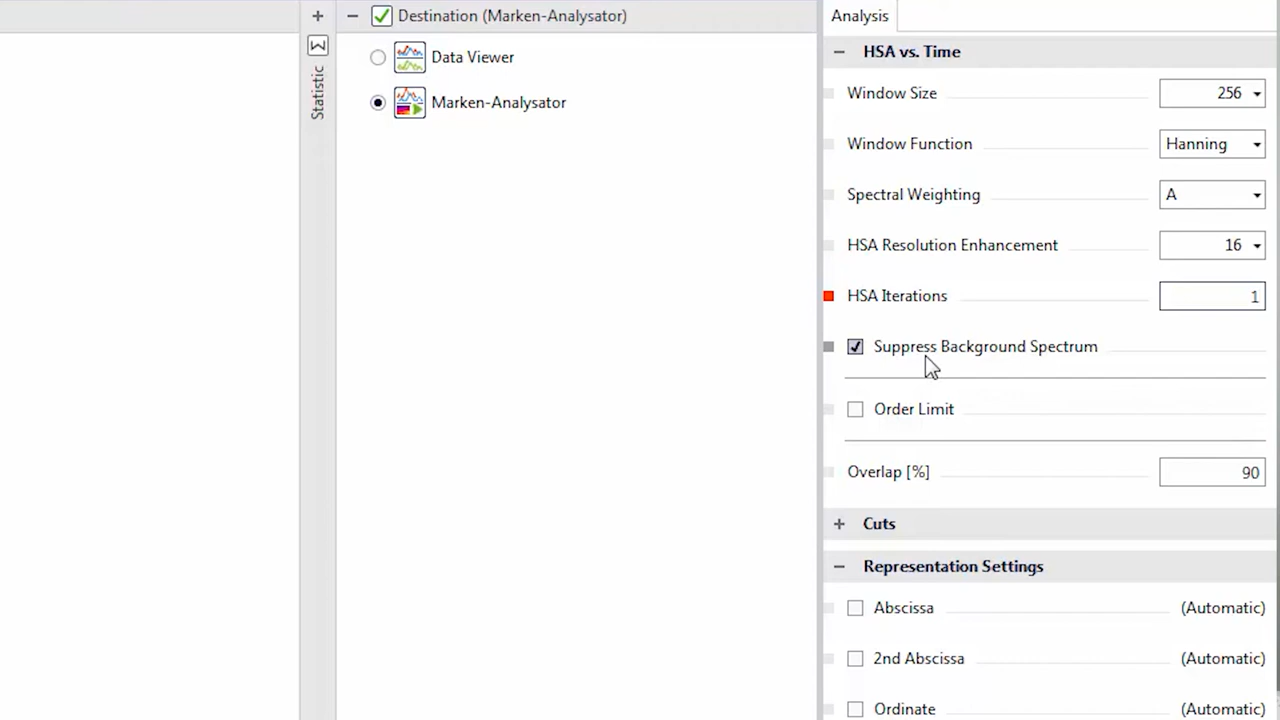 Statistic
Destination (Marken-Analysator)
Data Viewer
Marken-Analysator
Analysis
HSA vs. Time
Window Size 256
Window Function Hanning
Spectral Weighting A
HSA Resolution Enhancement 16
HSA Iterations 1
Suppress Background Spectrum
Order Limit
Overlap [%] 90
Cuts
Representation Settings
Abscissa (Automatic)
2nd Abscissa (Automatic)
Ordinate (Automatic)